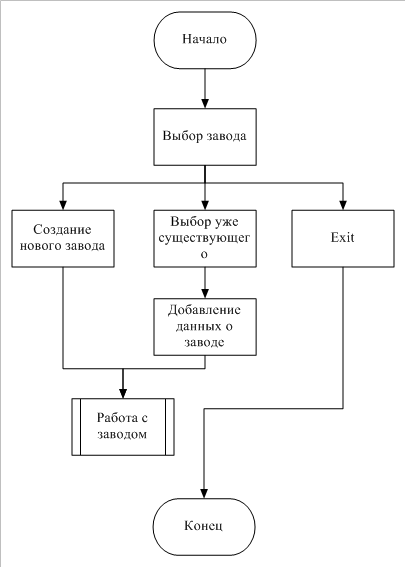 Начало
Выбор завода
Создание
нового завода
Выбор уже
существующег
о
Exit
Добавление
данных о
заводе
Работа с
заводом
Конец